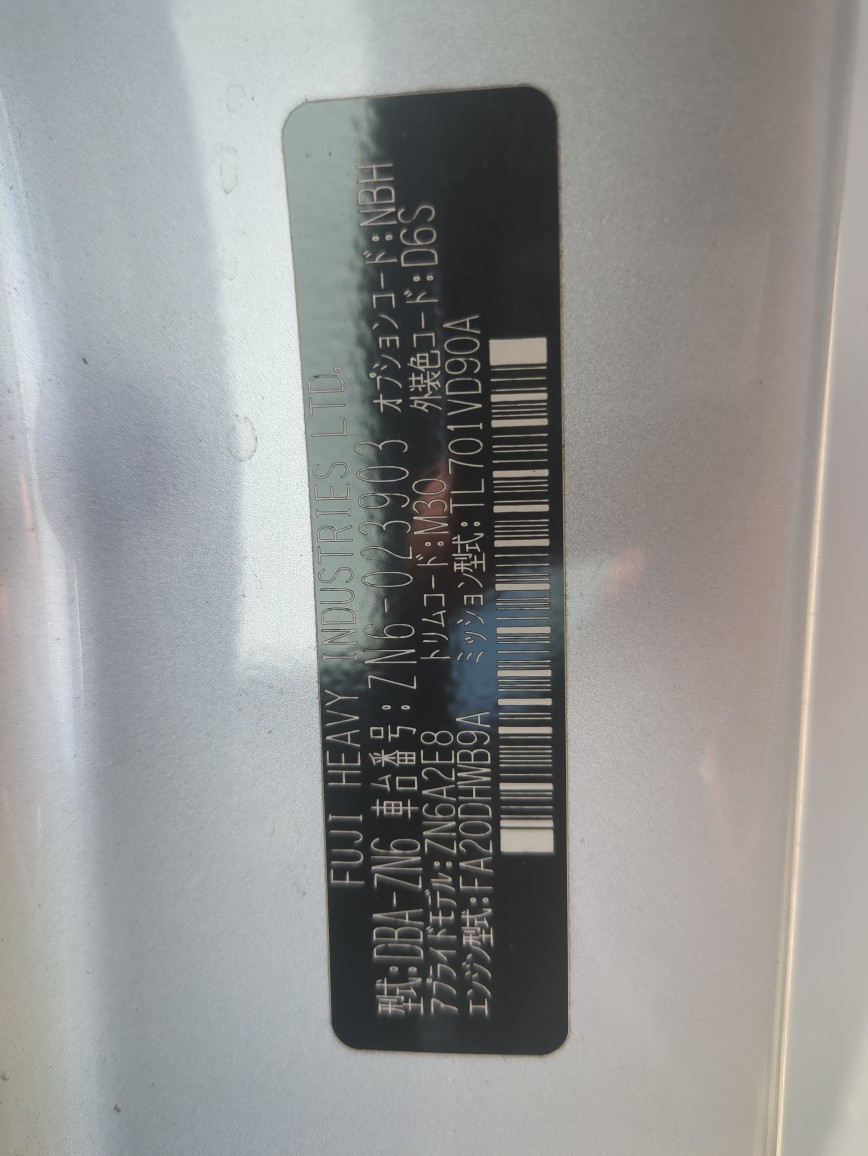 FUJI HEAVY INDUSTRIES LTD.
型式:DBA-ZN6 車台番号:ZN6-023903
アプライドモデル:ZN6A2E8 トリムコード:M30 オプションコード:NBH
エンジン型式:FA20DHWB9A ミッション型式:TL701VD90A 外装色コード:D6S